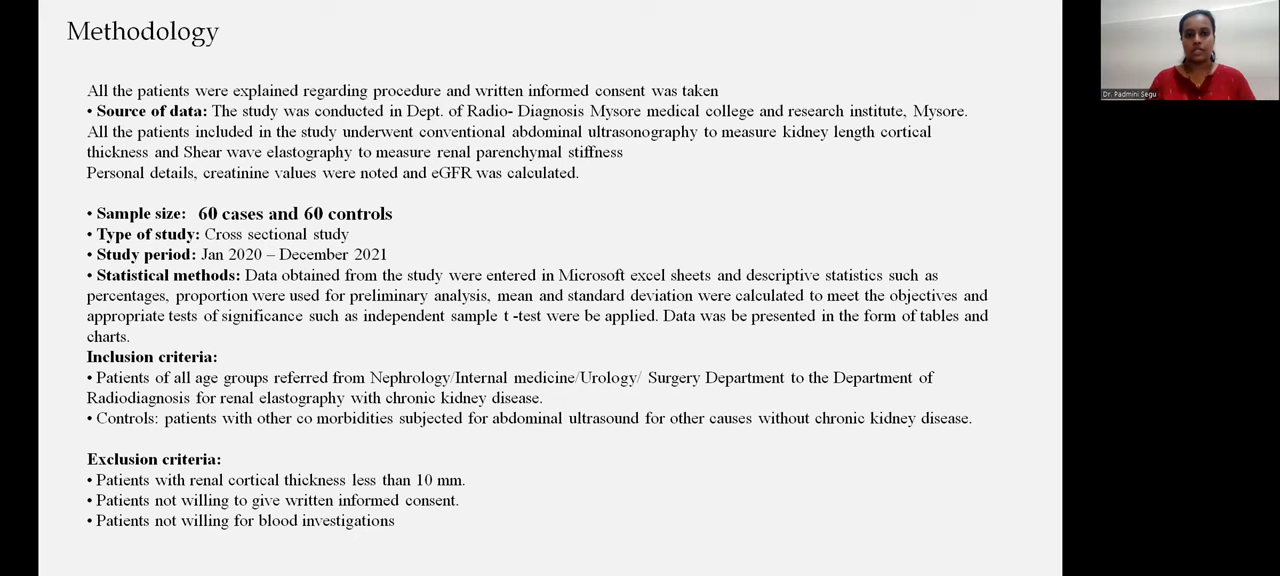 Methodology
All the patients were explained regarding procedure and written informed consent was taken
• Source of data: The study was conducted in Dept. of Radio- Diagnosis Mysore medical college and research institute, Mysore.
All the patients included in the study underwent conventional abdominal ultrasonography to measure kidney length cortical
thickness and Shear wave elastography to measure renal parenchymal stiffness
Personal details, creatinine values were noted and eGFR was calculated.
• Sample size: 60 cases and 60 controls
• Type of study: Cross sectional study
• Study period: Jan 2020 – December 2021
• Statistical methods: Data obtained from the study were entered in Microsoft excel sheets and descriptive statistics such as
percentages, proportion were used for preliminary analysis, mean and standard deviation were calculated to meet the objectives and
appropriate tests of significance such as independent sample t -test were be applied. Data was be presented in the form of tables and
charts.
Inclusion criteria:
• Patients of all age groups referred from Nephrology/Internal medicine/Urology/ Surgery Department to the Department of
Radiodiagnosis for renal elastography with chronic kidney disease.
• Controls: patients with other co morbidities subjected for abdominal ultrasound for other causes without chronic kidney disease.
Exclusion criteria:
• Patients with renal cortical thickness less than 10 mm.
• Patients not willing to give written informed consent.
• Patients not willing for blood investigations
Dr. Padmini Segu